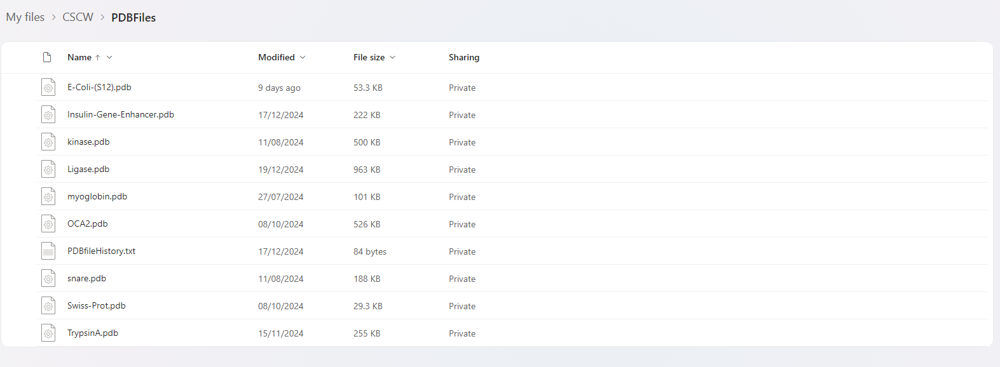 My files > CSCW > PDBFiles
Name ↑ Modified File size Sharing
E-Coli-(S12).pdb 9 days ago 53.3 KB Private
Insulin-Gene-Enhancer.pdb 17/12/2024 222 KB Private
kinase.pdb 11/08/2024 500 KB Private
Ligase.pdb 19/12/2024 963 KB Private
myoglobin.pdb 27/07/2024 101 KB Private
OCA2.pdb 08/10/2024 526 KB Private
PDBfileHistory.txt 17/12/2024 84 bytes Private
snare.pdb 11/08/2024 188 KB Private
Swiss-Prot.pdb 08/10/2024 29.3 KB Private
TrypsinA.pdb 15/11/2024 255 KB Private